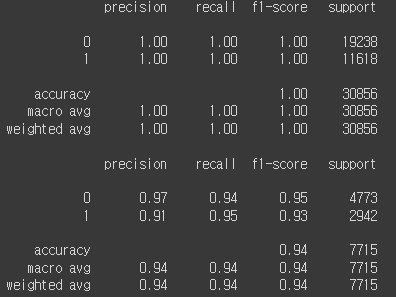 precision recall f1-score support
0 1.00 1.00 1.00 19238
1 1.00 1.00 1.00 11618
accuracy 1.00 30856
macro avg 1.00 1.00 1.00 30856
weighted avg 1.00 1.00 1.00 30856
precision recall f1-score support
0 0.97 0.94 0.95 4773
1 0.91 0.95 0.93 2942
accuracy 0.94 7715
macro avg 0.94 0.94 0.94 7715
weighted avg 0.94 0.94 0.94 7715